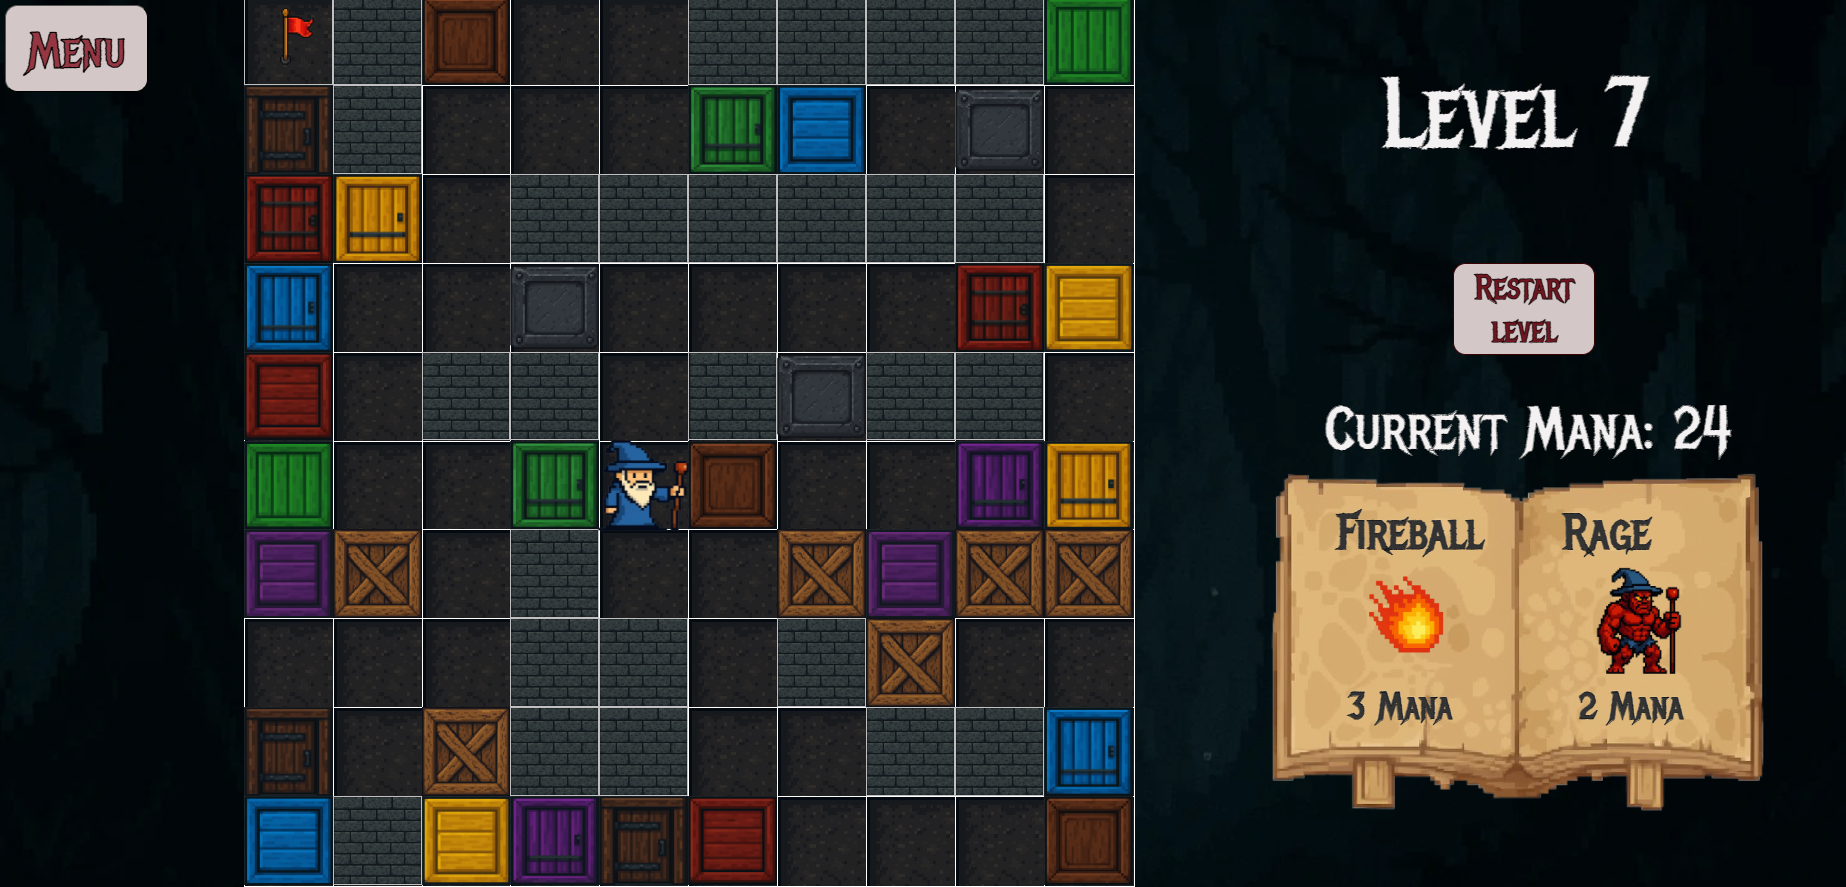 Menu
Level 7
Restart
level
Current Mana: 24
Fireball
Rage
3 Mana
2 Mana